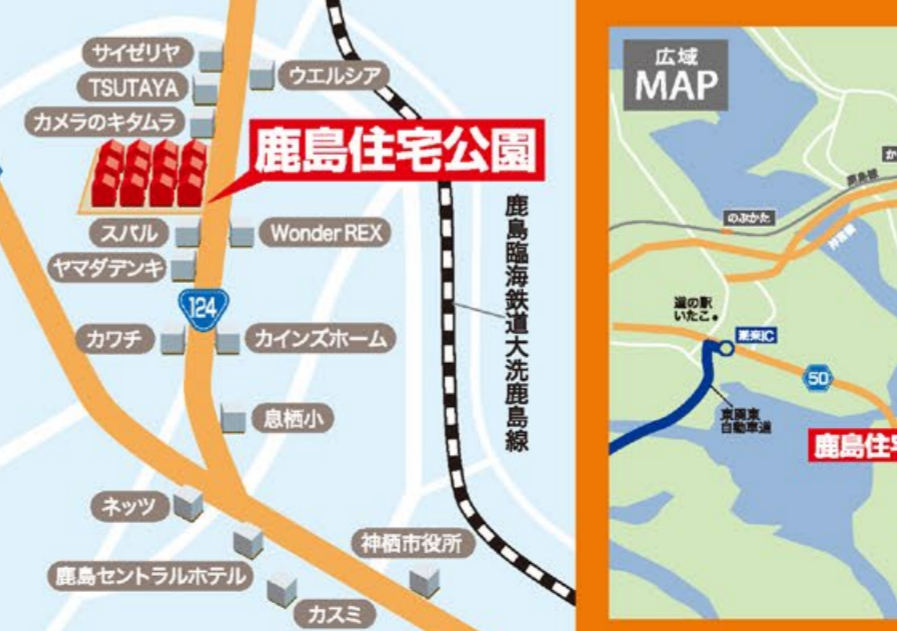 サイゼリヤ
TSUTAYA
ウエルシア
カメラのキタムラ
鹿島住宅公園
スバル
Wonder REX
ヤマダデンキ
124
カワチ
カインズホーム
鹿島臨海鉄道大洗鹿島線
息栖小
ネッツ
鹿島セントラルホテル
神栖市役所
カスミ
広域
MAP
か
鹿島線
のぶかた
道の駅
いたこ
潮来IC
50
東関東
自動車道
鹿島住宅